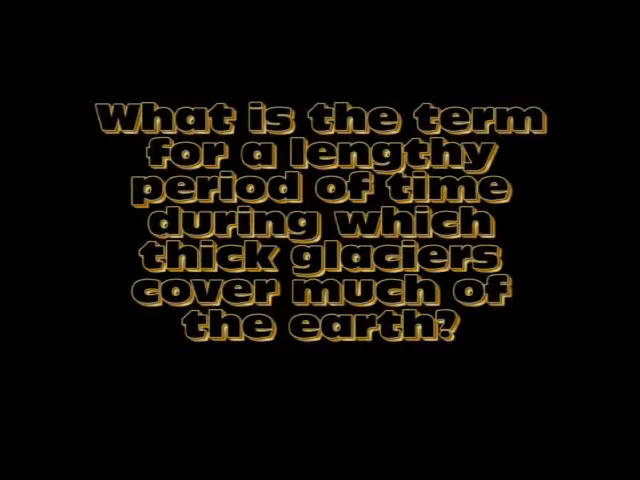 What is the term
for a lengthy
period of time
during which
thick glaciers
cover much of
the earth?